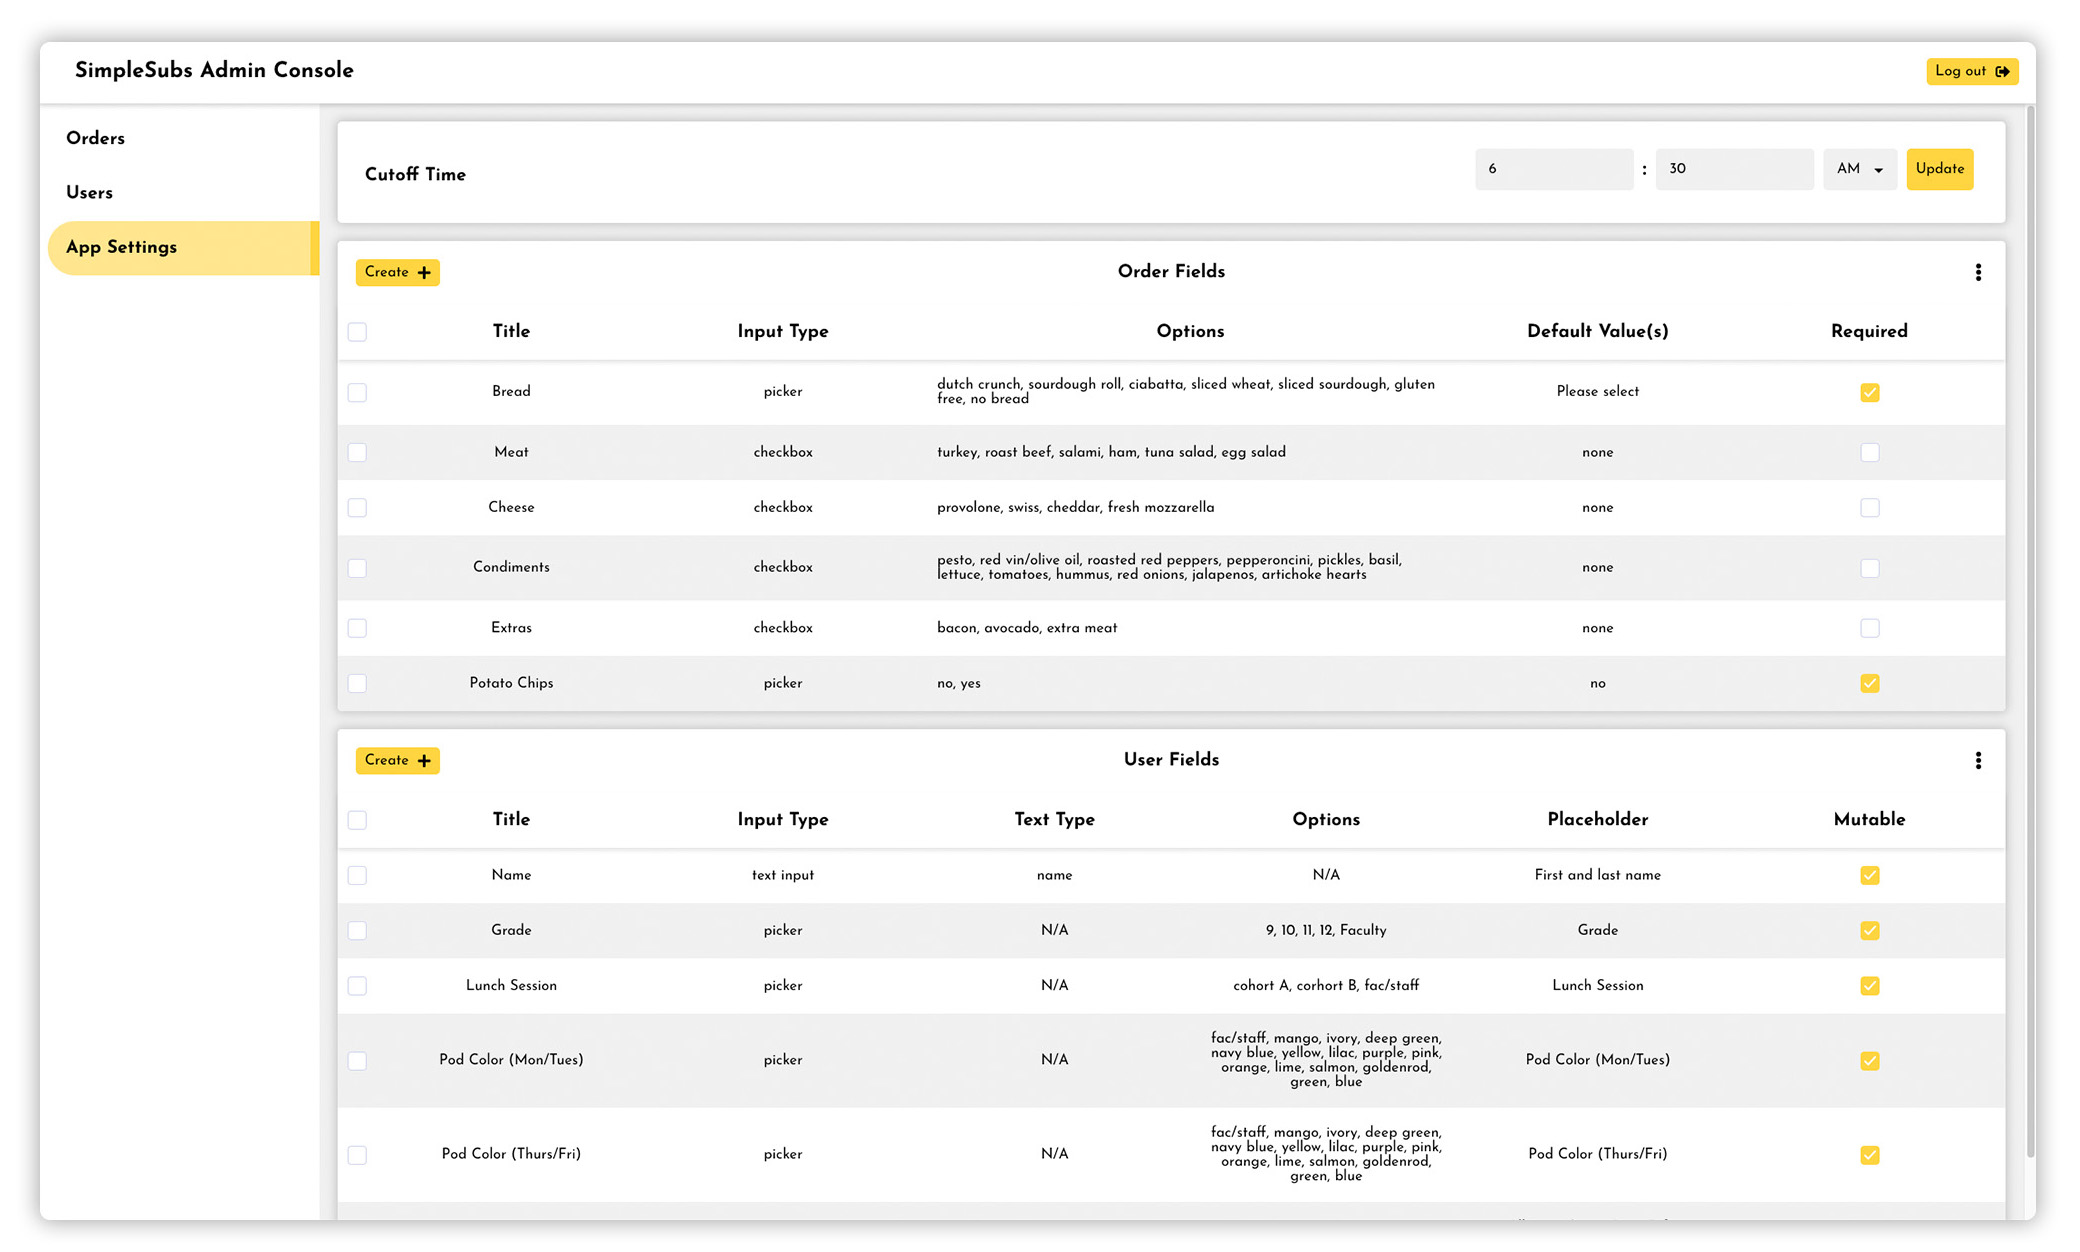 SimpleSubs Admin Console
Log out
Orders
Users
App Settings
Cutoff Time
6 : 30 AM Update
Create +
Order Fields
Title Input Type Options Default Value(s) Required
Bread picker dutch crunch, sourdough roll, ciabatta, sliced wheat, sliced sourdough, gluten Please select
free, no bread
Meat checkbox turkey, roast beef, salami, ham, tuna salad, egg salad none
Cheese checkbox provolone, swiss, cheddar, fresh mozzarella none
Condiments checkbox pesto, red vin/olive oil, roasted red peppers, pepperoncini, pickles, basil, none
lettuce, tomatoes, hummus, red onions, jalapenos, artichoke hearts
Extras checkbox bacon, avocado, extra meat none
Potato Chips picker no, yes no
Create +
User Fields
Title Input Type Text Type Options Placeholder Mutable
Name text input name N/A First and last name
Grade picker N/A 9, 10, 11, 12, Faculty Grade
Lunch Session picker N/A cohort A, corhort B, fac/staff Lunch Session
fac/staff, mango, ivory, deep green,
navy blue, yellow, lilac, purple, pink,
Pod Color (Mon/Tues) picker N/A orange, lime, salmon, goldenrod, Pod Color (Mon/Tues)
green, blue
fac/staff, mango, ivory, deep green,
navy blue, yellow, lilac, purple, pink,
Pod Color (Thurs/Fri) picker N/A orange, lime, salmon, goldenrod, Pod Color (Thurs/Fri)
green, blue